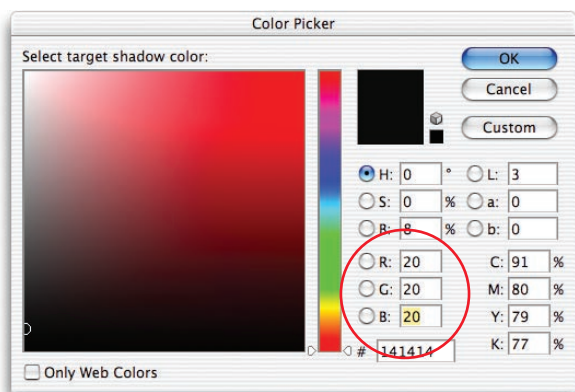 Color Picker
Select target shadow color:
OK
Cancel
Custom
H: 0 ° L: 3
S: 0 % a: 0
B: 8 % b: 0
R: 20 C: 91 %
G: 20 M: 80 %
B: 20 Y: 79 %
# 141414 K: 77 %
Only Web Colors